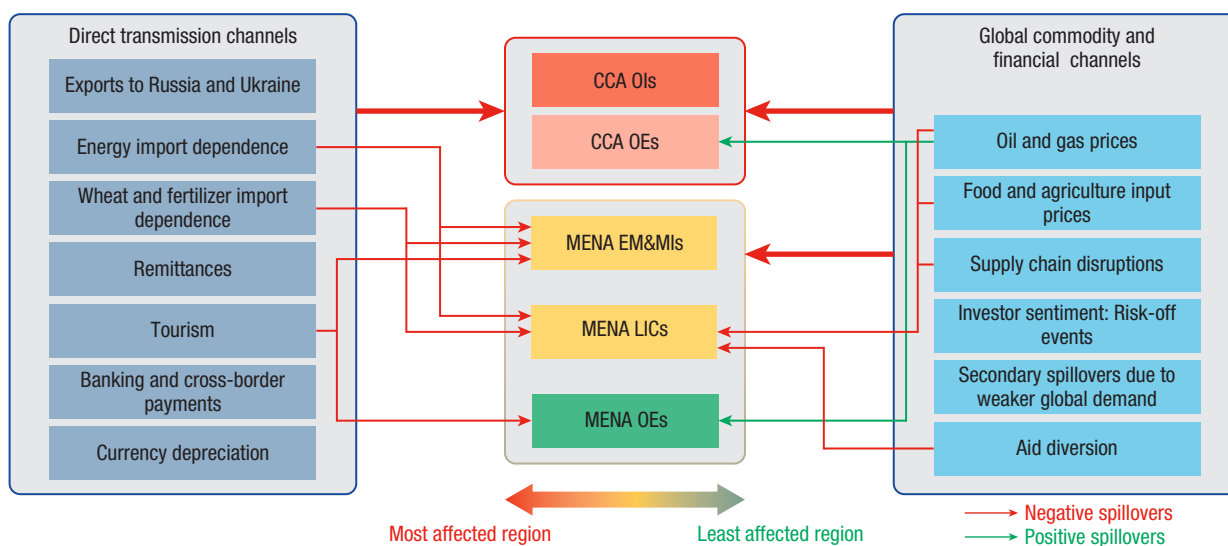 Direct transmission channels
Exports to Russia and Ukraine
Energy import dependence
Wheat and fertilizer import
dependence
Remittances
Tourism
Banking and cross-border
payments
Currency depreciation
CCA OIs
CCA OEs
MENA EM&MIs
MENA LICs
MENA OEs
Most affected region
Least affected region
Global commodity and
financial channels
Oil and gas prices
Food and agriculture input
prices
Supply chain disruptions
Investor sentiment: Risk-off
events
Secondary spillovers due to
weaker global demand
Aid diversion
Negative spillovers
Positive spillovers